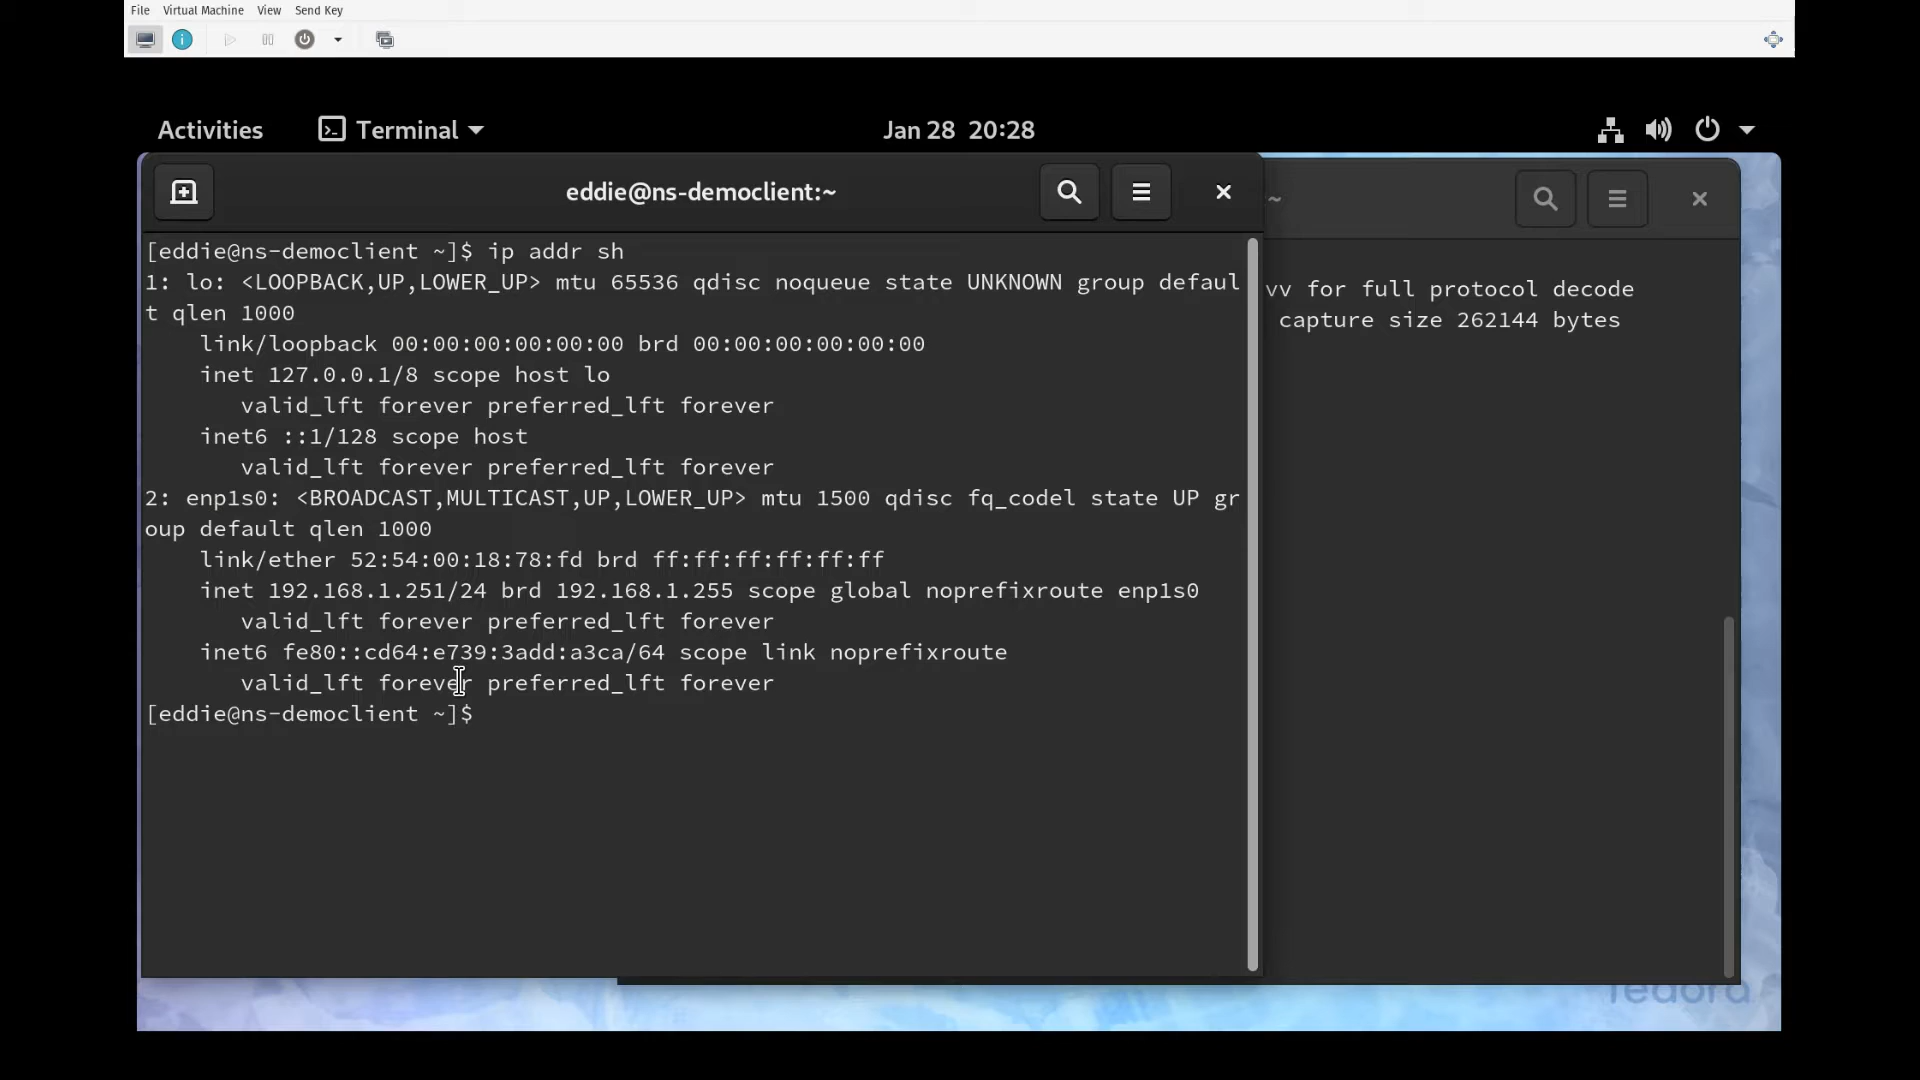 File Virtual Machine View Send Key
Activities Terminal Jan 28 20:28
eddie@ns-democlient:~
~
[eddie@ns-democlient ~]$ ip addr sh
1: lo: <LOOPBACK,UP,LOWER_UP> mtu 65536 qdisc noqueue state UNKNOWN group defaul
t qlen 1000
    link/loopback 00:00:00:00:00:00 brd 00:00:00:00:00:00
    inet 127.0.0.1/8 scope host lo
       valid_lft forever preferred_lft forever
    inet6 ::1/128 scope host
       valid_lft forever preferred_lft forever
2: enp1s0: <BROADCAST,MULTICAST,UP,LOWER_UP> mtu 1500 qdisc fq_codel state UP gr
oup default qlen 1000
    link/ether 52:54:00:18:78:fd brd ff:ff:ff:ff:ff:ff
    inet 192.168.1.251/24 brd 192.168.1.255 scope global noprefixroute enp1s0
       valid_lft forever preferred_lft forever
    inet6 fe80::cd64:e739:3add:a3ca/64 scope link noprefixroute
       valid_lft forever preferred_lft forever
[eddie@ns-democlient ~]$
vv for full protocol decode
capture size 262144 bytes
fedora